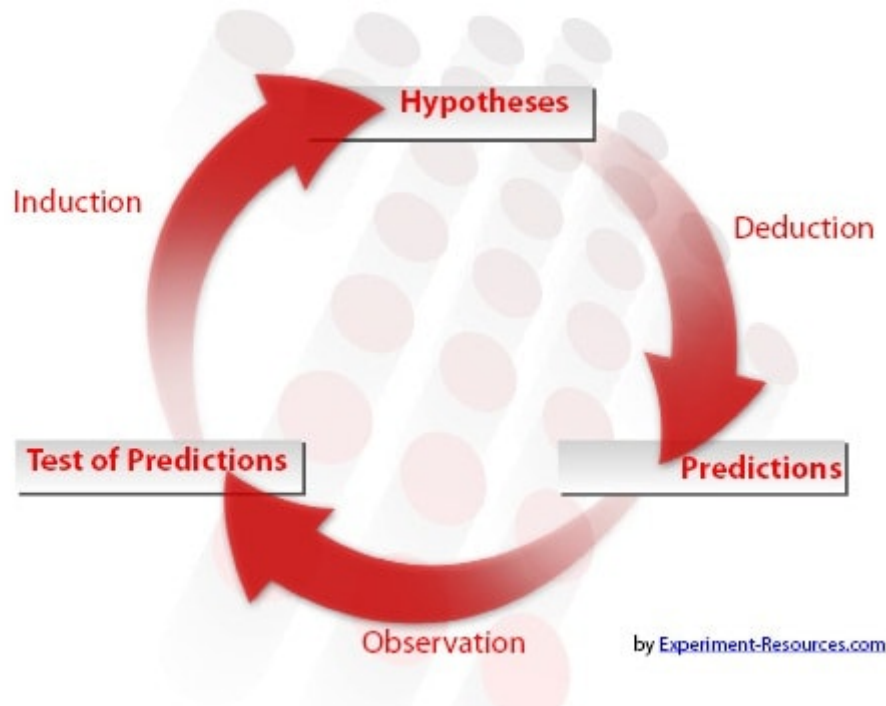 Hypotheses
Induction
Deduction
Test of Predictions
Predictions
Observation
by Experiment-Resources.com